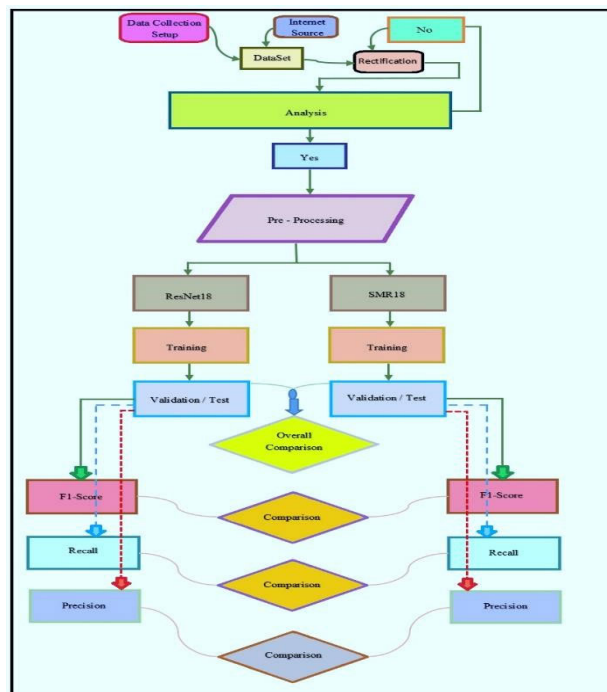 Data Collection
Setup
Internet
Source
No
DataSet
Rectification
Analysis
Yes
Pre - Processing
ResNet18
SMR18
Training
Training
Validation / Test
Validation / Test
Overall
Comparison
F1-Score
F1-Score
Comparison
Recall
Recall
Comparison
Precision
Precision
Comparison